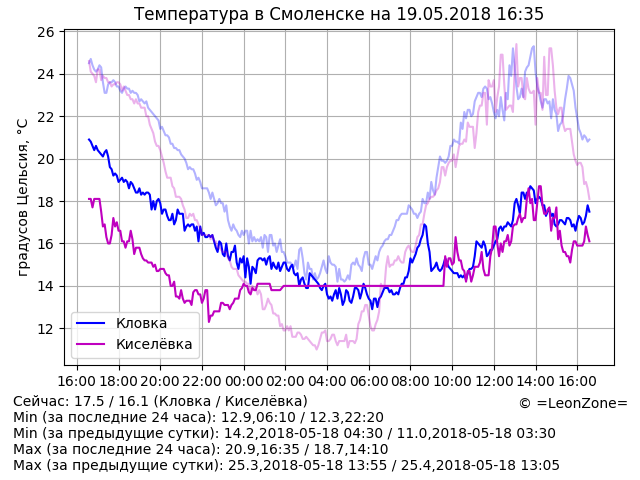 Температура в Смоленске на 19.05.2018 16:35
26
24
22
20
18
16
14
12
градусов Цельсия, °C
Кловка
Киселёвка
16:00 18:00 20:00 22:00 00:00 02:00 04:00 06:00 08:00 10:00 12:00 14:00 16:00
Сейчас: 17.5 / 16.1 (Кловка / Киселёвка)
© =LeonZone=
Min (за последние 24 часа): 12.9,06:10 / 12.3,22:20
Min (за предыдущие сутки): 14.2,2018-05-18 04:30 / 11.0,2018-05-18 03:30
Max (за последние 24 часа): 20.9,16:35 / 18.7,14:10
Max (за предыдущие сутки): 25.3,2018-05-18 13:55 / 25.4,2018-05-18 13:05